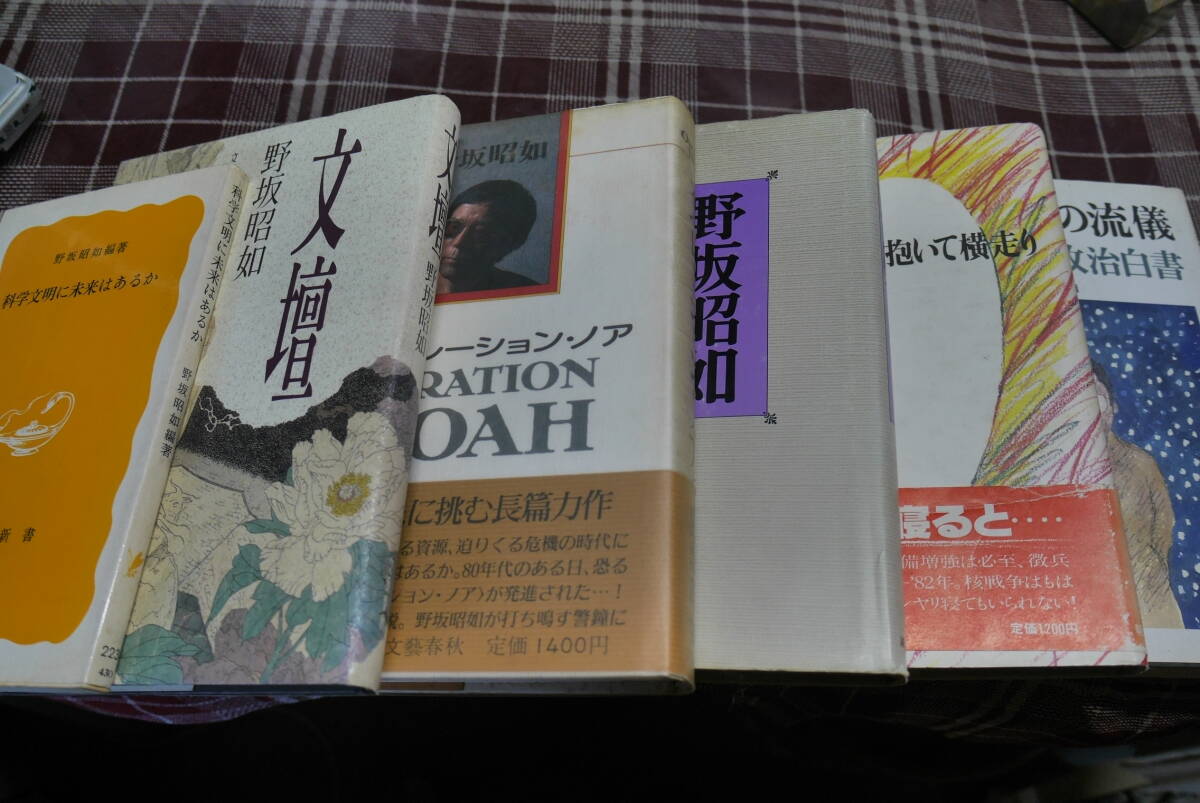 野坂昭如編著
科学文明に未来はあるか
新書
科学文明に未来はあるか
野坂昭如編著
223
430
文壇
野坂昭如
文壇
野坂昭如
坂昭如
レーション・ノア
RATION
OAH
に挑む長篇力作
る資源、迫りくる危機の時代に
はあるか。80年代のある日、恐る
ション・ノア〉が発進された…!
。野坂昭如が打ち鳴す警鐘に
文藝春秋 定価1400円
野坂昭如
抱いて横走り
寝ると‥‥
備増強は必至、徴兵
"82年。核戦争はもは
ンヤリ寝てもいられない!
定価1200円
の流儀
政治白書